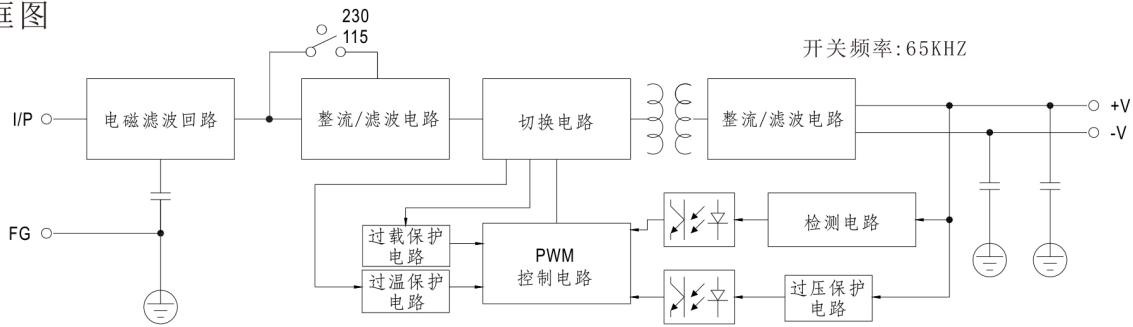 框图
230
115
开关频率:65KHZ
I/P
电磁滤波回路
整流/滤波电路
切换电路
整流/滤波电路
+V
-V
FG
过载保护
电路
过温保护
电路
PWM
控制电路
检测电路
过压保护
电路